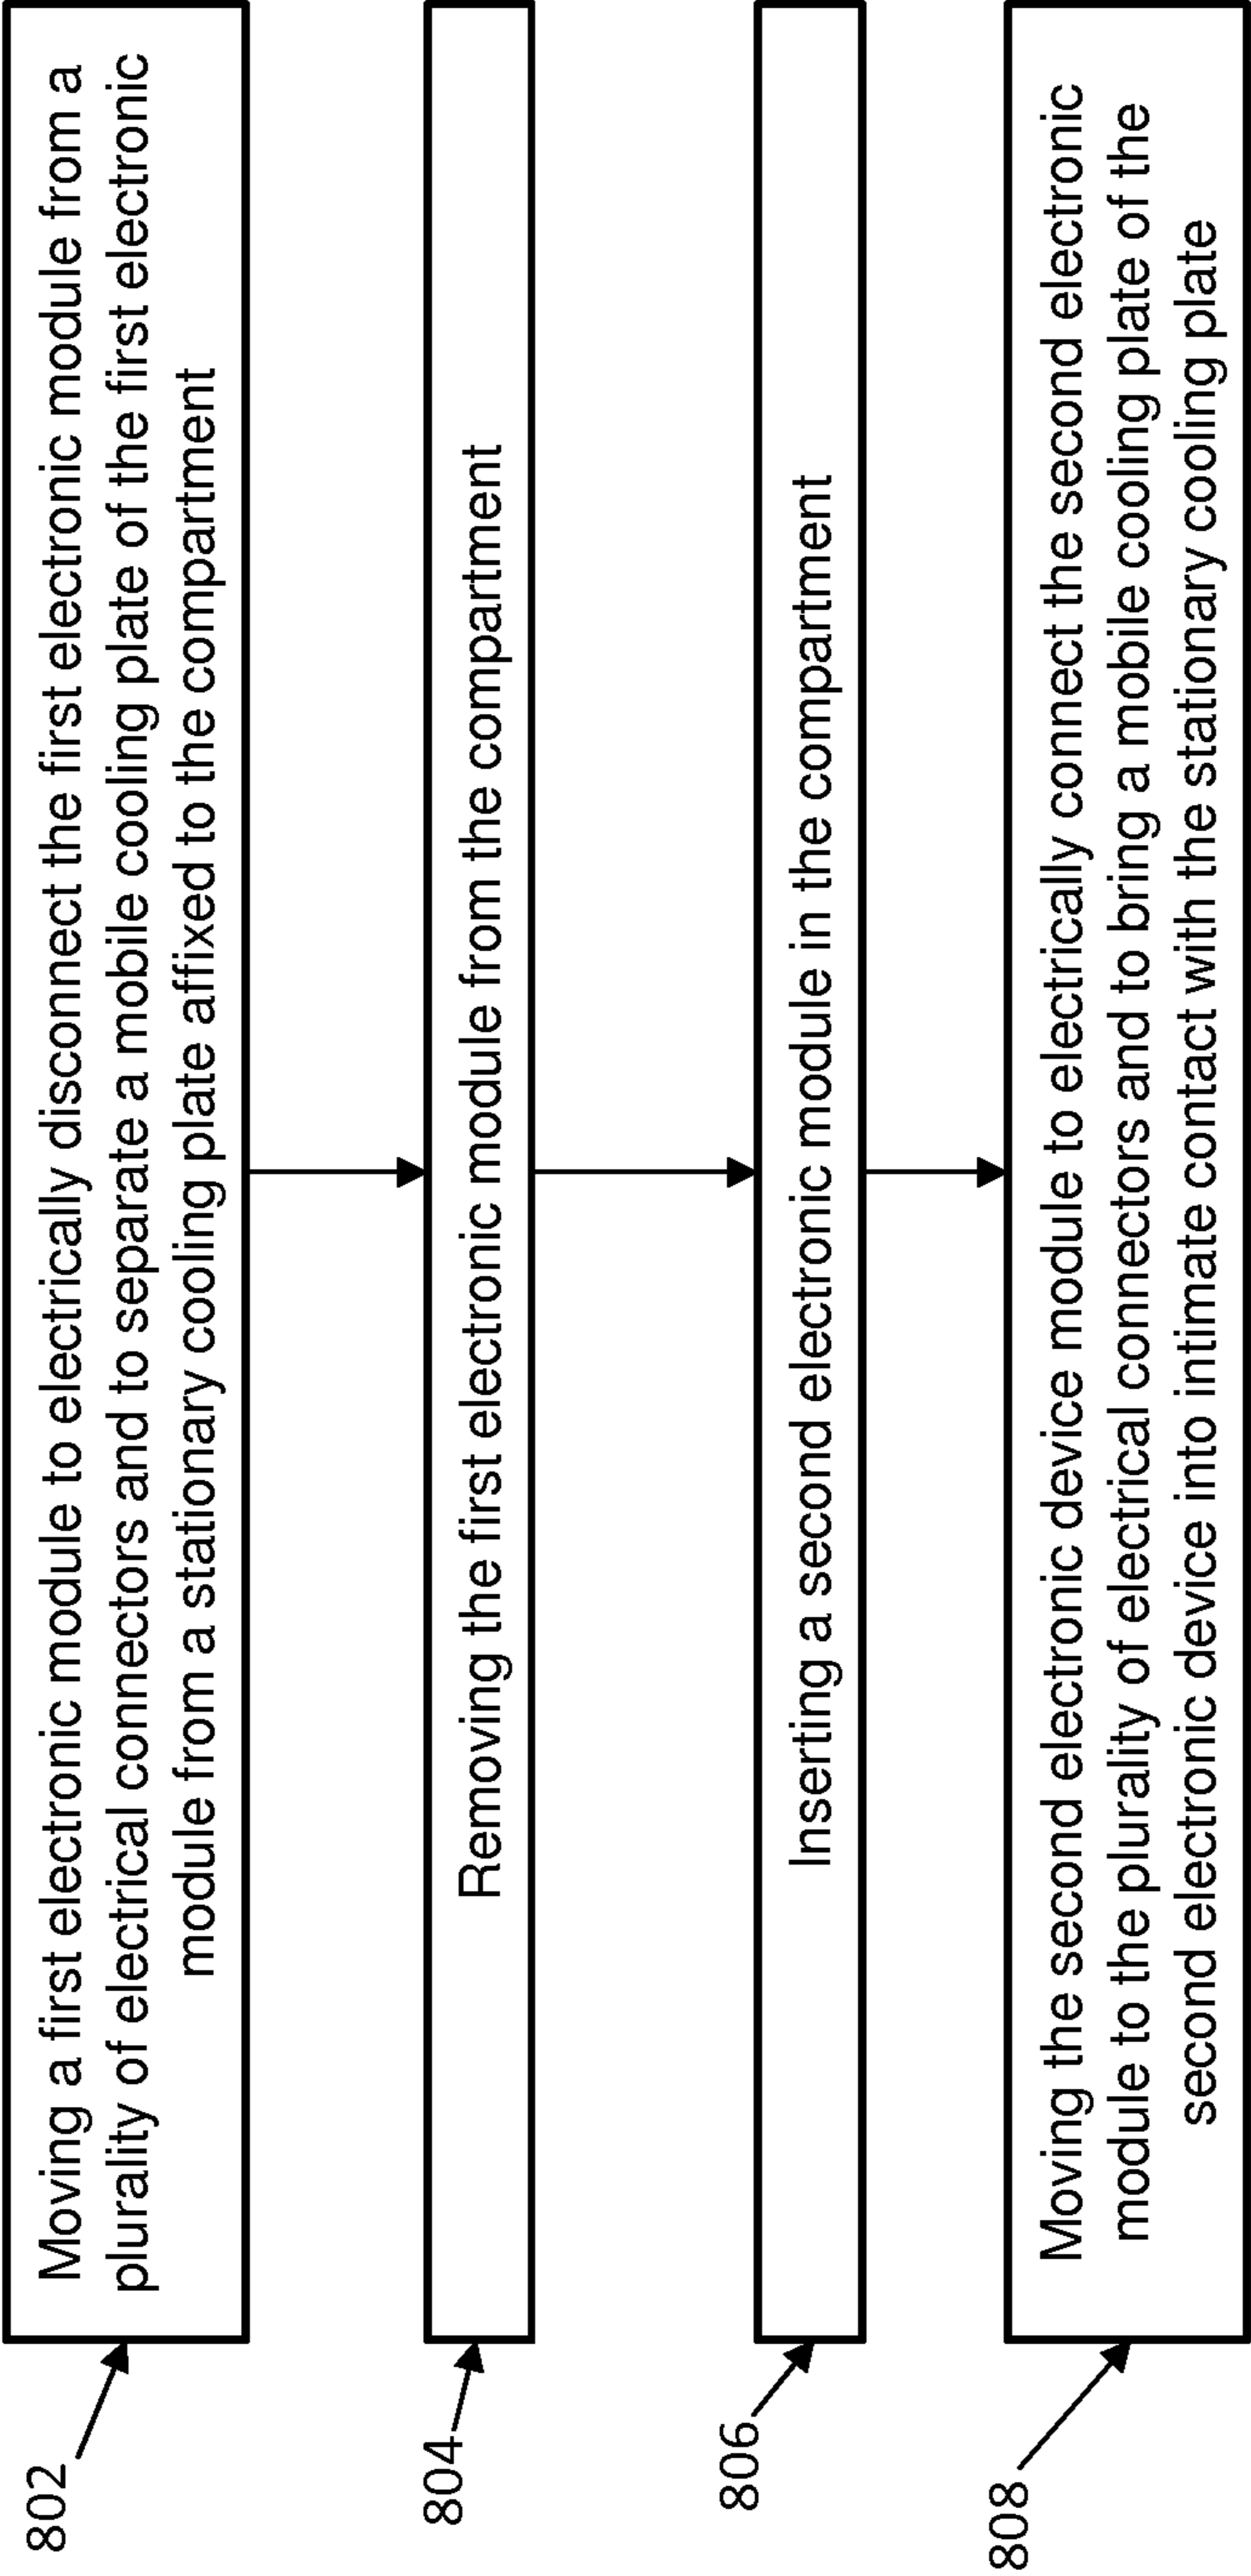 802
Moving a first electronic module to electrically disconnect the first electronic module from a
plurality of electrical connectors and to separate a mobile cooling plate of the first electronic
module from a stationary cooling plate affixed to the compartment
804
Removing the first electronic module from the compartment
806
Inserting a second electronic module in the compartment
808
Moving the second electronic device module to electrically connect the second electronic
module to the plurality of electrical connectors and to bring a mobile cooling plate of the
second electronic device into intimate contact with the stationary cooling plate